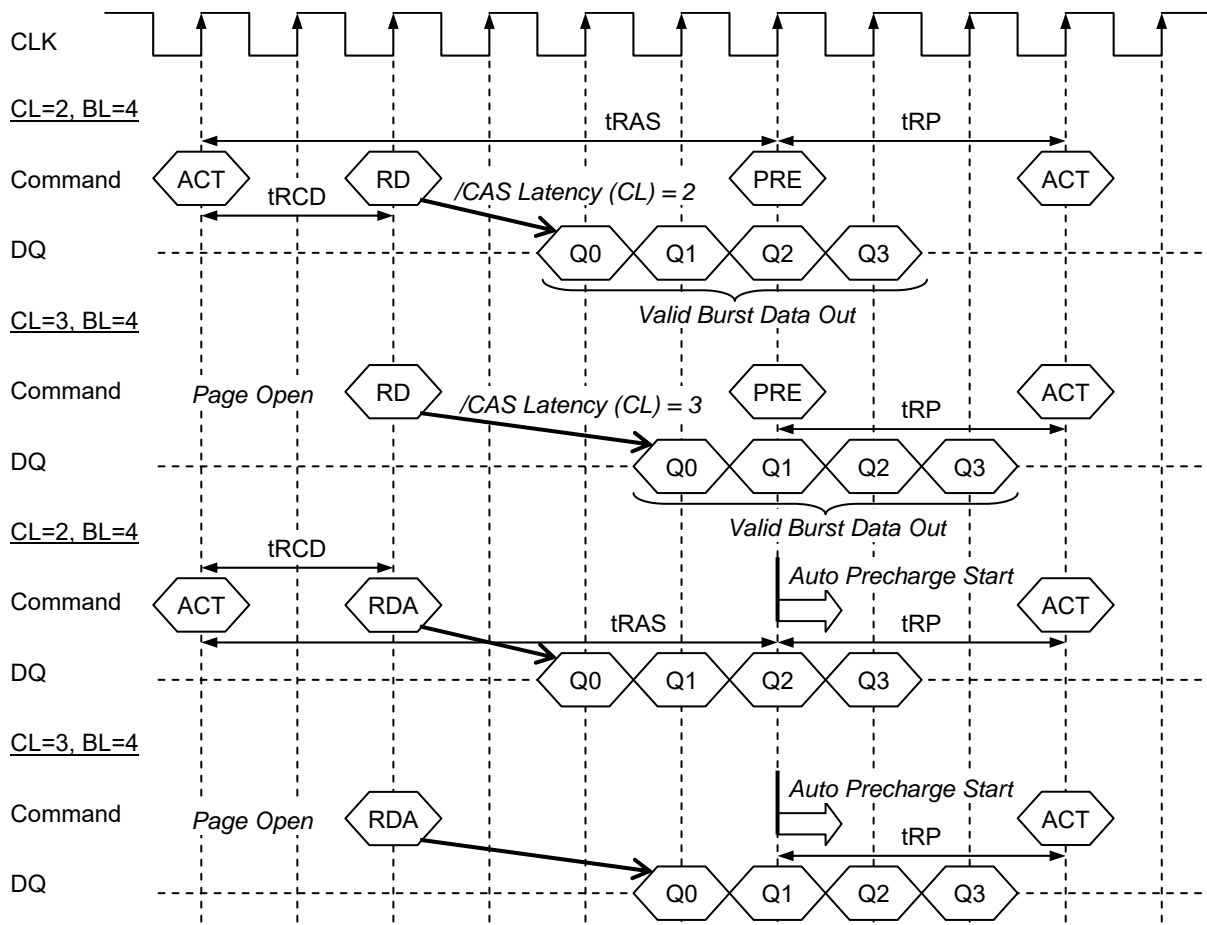 CLK
CL=2, BL=4
tRAS tRP
Command ACT RD PRE ACT
tRCD /CAS Latency (CL) = 2
DQ Q0 Q1 Q2 Q3
Valid Burst Data Out
CL=3, BL=4
Command Page Open RD PRE ACT
/CAS Latency (CL) = 3 tRP
DQ Q0 Q1 Q2 Q3
Valid Burst Data Out
CL=2, BL=4
tRCD
Auto Precharge Start
Command ACT RDA ACT
tRAS tRP
DQ Q0 Q1 Q2 Q3
CL=3, BL=4
Auto Precharge Start
Command Page Open RDA ACT
tRP
DQ Q0 Q1 Q2 Q3